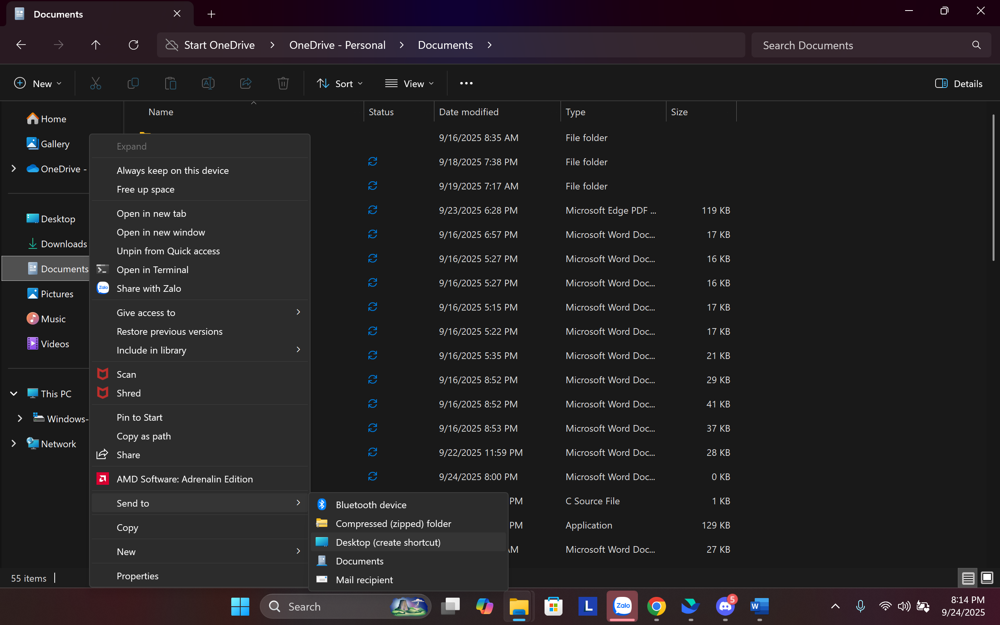 Documents
Start OneDrive > OneDrive - Personal > Documents >
Search Documents
New
Sort
View
Details
Name Status Date modified Type Size
Home
Gallery
OneDrive -
Desktop
Downloads
Documents
Pictures
Music
Videos
This PC
Windows-
Network
Expand
Always keep on this device
Free up space
Open in new tab
Open in new window
Unpin from Quick access
Open in Terminal
Zalo Share with Zalo
Give access to
Restore previous versions
Include in library
Scan
Shred
Pin to Start
Copy as path
Share
AMD Software: Adrenalin Edition
Send to
Copy
New
Properties
Bluetooth device
Compressed (zipped) folder
Desktop (create shortcut)
Documents
Mail recipient
9/16/2025 8:35 AM File folder
9/18/2025 7:38 PM File folder
9/19/2025 7:17 AM File folder
9/23/2025 6:28 PM Microsoft Edge PDF ... 119 KB
9/16/2025 6:57 PM Microsoft Word Doc... 17 KB
9/16/2025 5:27 PM Microsoft Word Doc... 16 KB
9/16/2025 5:27 PM Microsoft Word Doc... 16 KB
9/16/2025 5:15 PM Microsoft Word Doc... 17 KB
9/16/2025 5:22 PM Microsoft Word Doc... 17 KB
9/16/2025 5:35 PM Microsoft Word Doc... 21 KB
9/16/2025 8:52 PM Microsoft Word Doc... 29 KB
9/16/2025 8:52 PM Microsoft Word Doc... 41 KB
9/16/2025 8:53 PM Microsoft Word Doc... 37 KB
9/22/2025 11:59 PM Microsoft Word Doc... 28 KB
9/24/2025 8:00 PM Microsoft Word Doc... 0 KB
PM C Source File 1 KB
PM Application 129 KB
M Microsoft Word Doc... 27 KB
55 items
Search
L
Zalo
5
W
8:14 PM
9/24/2025